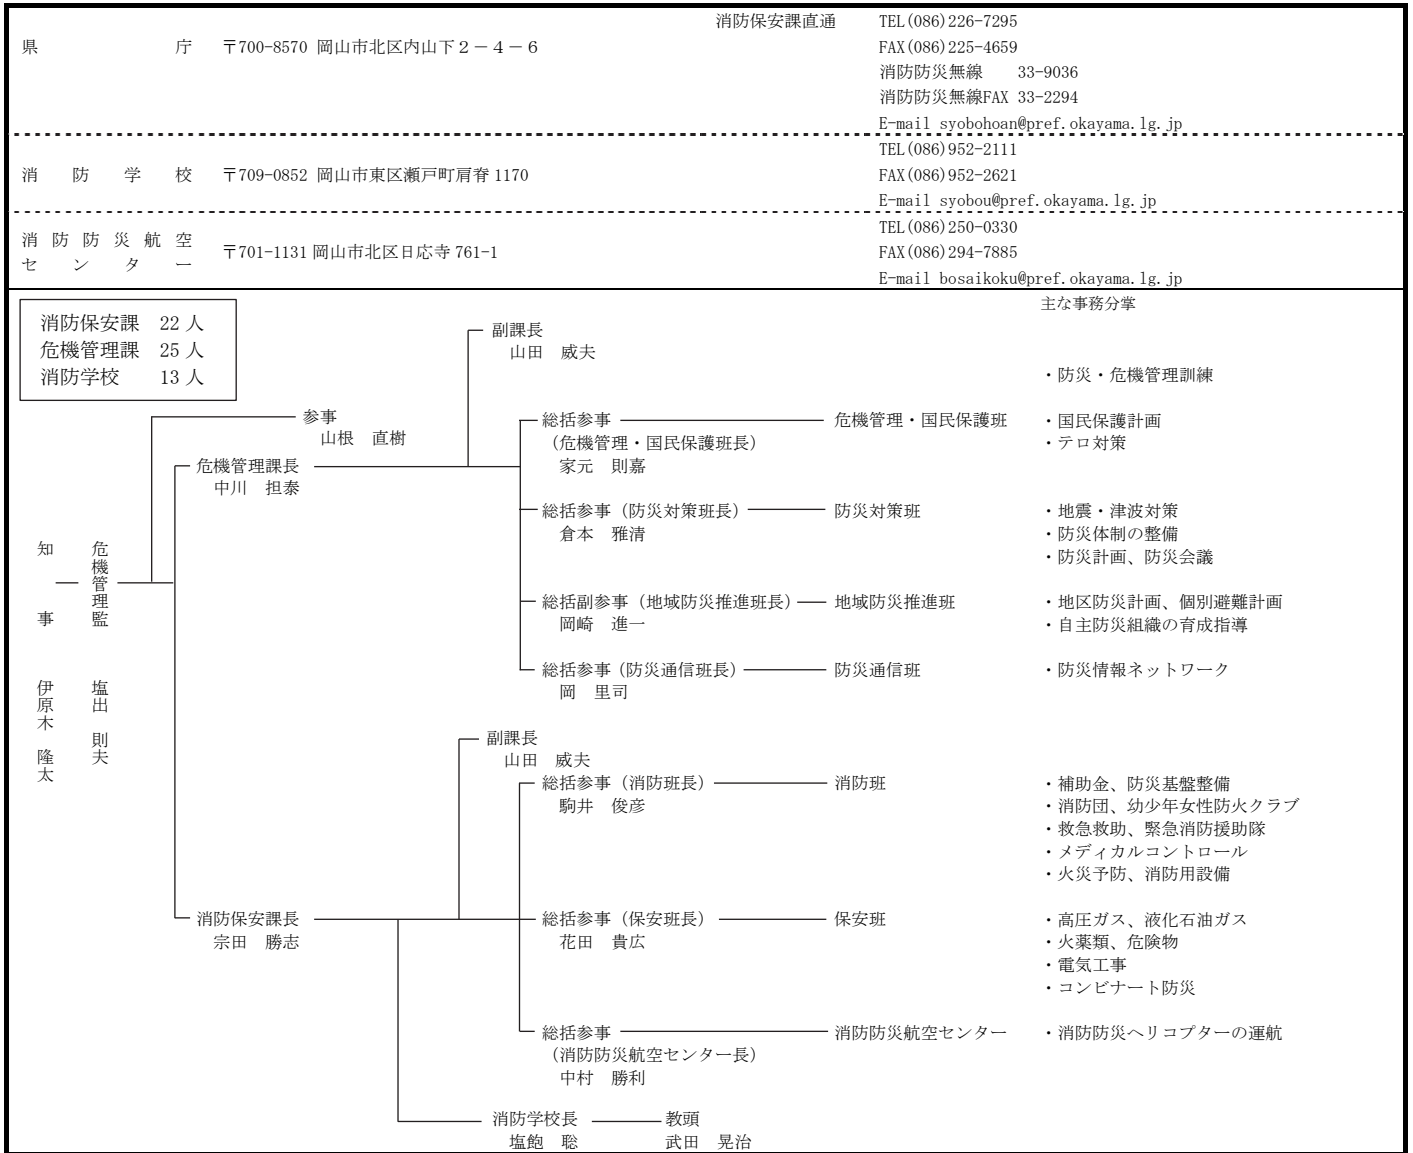 消防保安課直通 TEL(086)226-7295
県庁 〒700-8570 岡山市北区内山下２－４－６ FAX(086)225-4659
消防防災無線 33-9036
消防防災無線FAX 33-2294
E-mail syobohoan@pref.okayama.lg.jp
TEL(086)952-2111
消防学校 〒709-0852 岡山市東区瀬戸町肩脊 1170 FAX(086)952-2621
E-mail syobou@pref.okayama.lg.jp
TEL(086)250-0330
消防防災航空
センター 〒701-1131 岡山市北区日応寺 761-1 FAX(086)294-7885
E-mail bosaikoku@pref.okayama.lg.jp
主な事務分掌
消防保安課 22 人
危機管理課 25 人
消防学校 13 人
知事 伊原木 隆太
危機管理監 塩出 則夫
参事
山根 直樹
危機管理課長
中川 担泰
副課長
山田 威夫
・防災・危機管理訓練
総括参事 危機管理・国民保護班 ・国民保護計画
（危機管理・国民保護班長） ・テロ対策
家元 則嘉
総括参事（防災対策班長） 防災対策班 ・地震・津波対策
倉本 雅清 ・防災体制の整備
・防災計画、防災会議
総括副参事（地域防災推進班長） 地域防災推進班 ・地区防災計画、個別避難計画
岡崎 進一 ・自主防災組織の育成指導
総括参事（防災通信班長） 防災通信班 ・防災情報ネットワーク
岡 里司
消防保安課長
宗田 勝志
副課長
山田 威夫
総括参事（消防班長） 消防班 ・補助金、防災基盤整備
駒井 俊彦 ・消防団、幼少年女性防火クラブ
・救急救助、緊急消防援助隊
・メディカルコントロール
・火災予防、消防用設備
総括参事（保安班長） 保安班 ・高圧ガス、液化石油ガス
花田 貴広 ・火薬類、危険物
・電気工事
・コンビナート防災
総括参事 消防防災航空センター ・消防防災ヘリコプターの運航
（消防防災航空センター長）
中村 勝利
消防学校長 教頭
塩飽 聡 武田 晃治